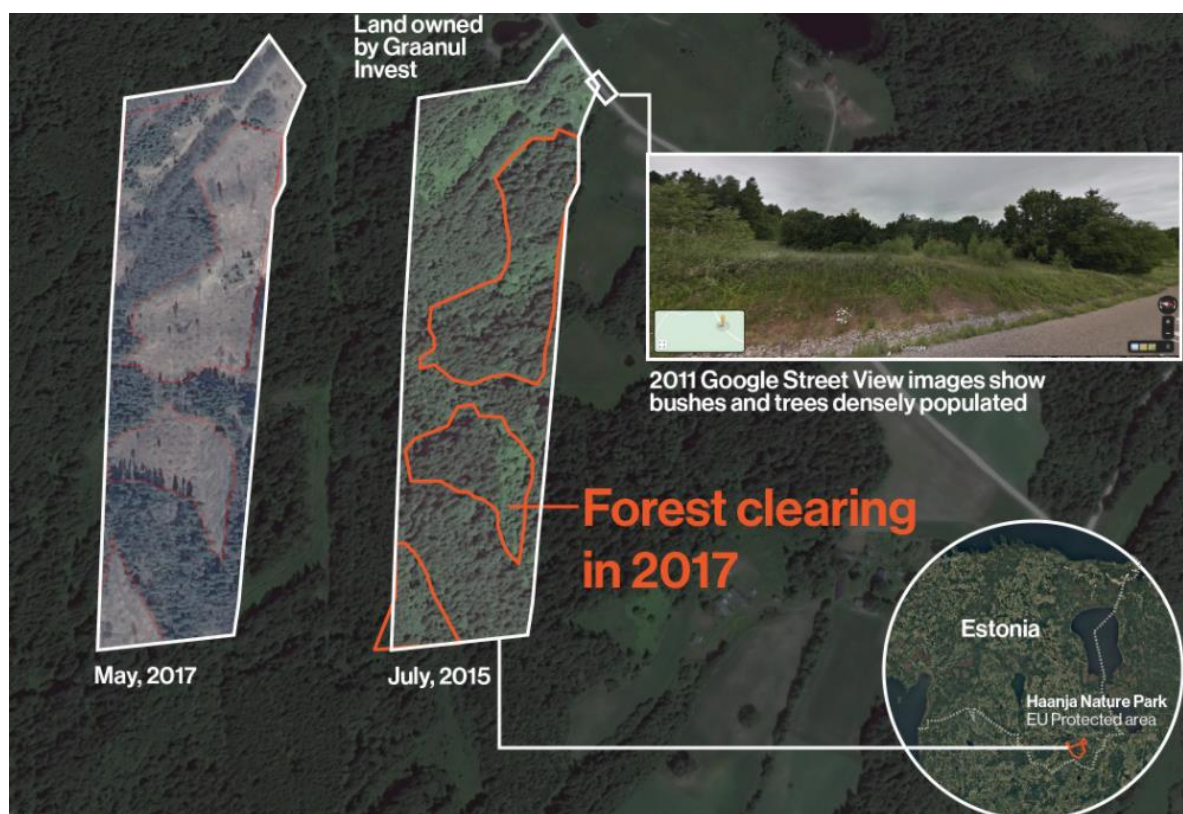 Land owned
by Graanul
Invest
2011 Google Street View images show
bushes and trees densely populated
Forest clearing
in 2017
May, 2017
July, 2015
Estonia
Haanja Nature Park
EU Protected area
Google